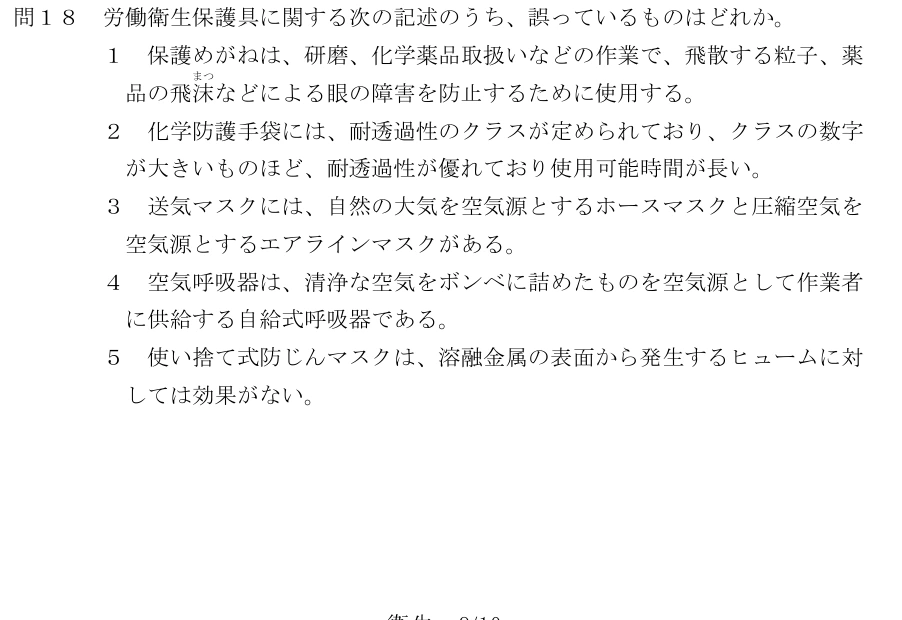 問１８　労働衛生保護具に関する次の記述のうち、誤っているものはどれか。
１　保護めがねは、研磨、化学薬品取扱いなどの作業で、飛散する粒子、薬
まつ
品の飛沫などによる眼の障害を防止するために使用する。
２　化学防護手袋には、耐透過性のクラスが定められており、クラスの数字
が大きいものほど、耐透過性が優れており使用可能時間が長い。
３　送気マスクには、自然の大気を空気源とするホースマスクと圧縮空気を
空気源とするエアラインマスクがある。
４　空気呼吸器は、清浄な空気をボンベに詰めたものを空気源として作業者
に供給する自給式呼吸器である。
５　使い捨て式防じんマスクは、溶融金属の表面から発生するヒュームに対
しては効果がない。